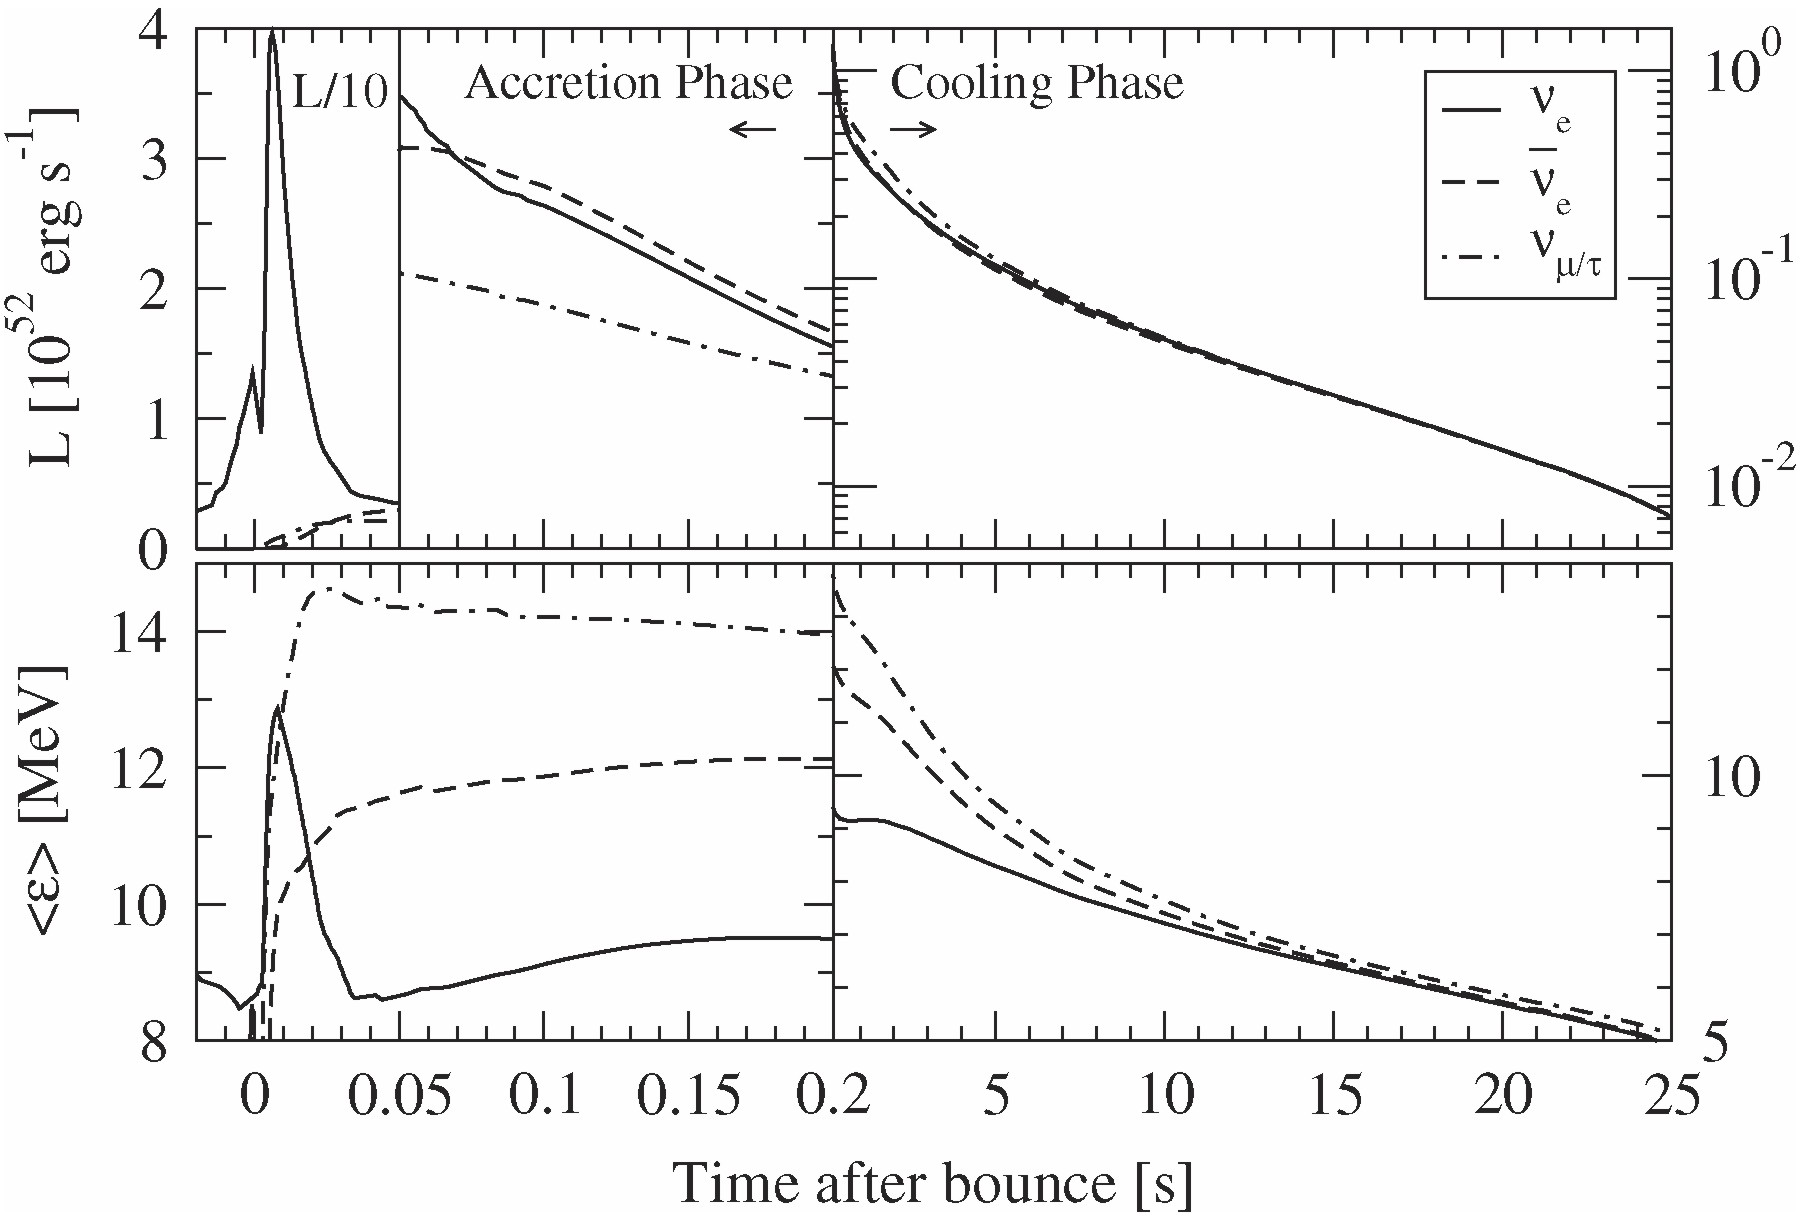 4
3
2
1
0
L [10^52 erg s^-1]
L/10
Accretion Phase
←
Cooling Phase
→
ν_e
ν̅_e
ν_μ/τ
10^0
10^-1
10^-2
14
12
10
8
<ε> [MeV]
10
5
0 0.05 0.1 0.15 0.2 5 10 15 20 25
Time after bounce [s]